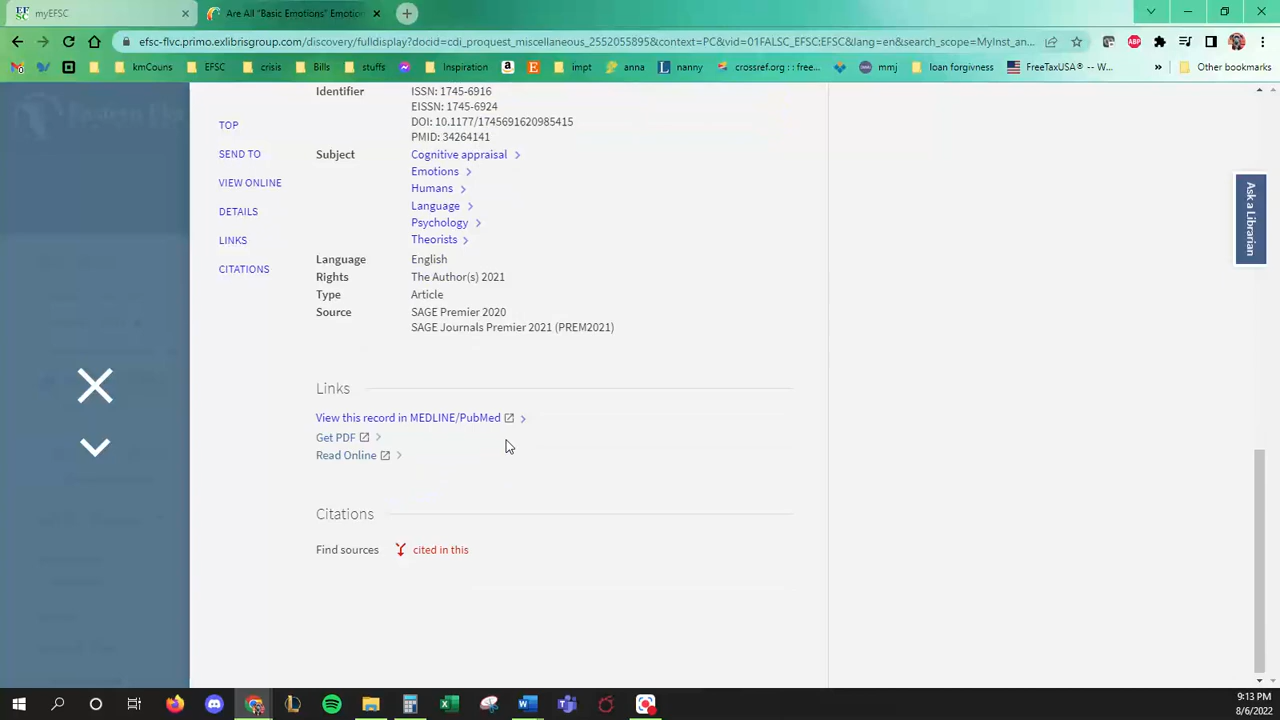 EF SC myEFSC
Are All “Basic Emotions” Emotio
efsc-flvc.primo.exlibrisgroup.com/discovery/fulldisplay?docid=cdi_proquest_miscellaneous_2552055895&context=PC&vid=01FALSC_EFSC:EFSC&lang=en&search_scope=MyInst_an...
kmCouns EFSC crisis Bills stuffs Inspiration impt anna nanny crossref.org : : free... mmj loan forgivness FreeTaxUSA® -- W... » Other bookmarks
Identifier ISSN: 1745-6916
EISSN: 1745-6924
DOI: 10.1177/1745691620985415
PMID: 34264141
TOP
SEND TO
VIEW ONLINE
DETAILS
LINKS
CITATIONS
Subject Cognitive appraisal
Emotions
Humans
Language
Psychology
Theorists
Language English
Rights The Author(s) 2021
Type Article
Source SAGE Premier 2020
SAGE Journals Premier 2021 (PREM2021)
Links
View this record in MEDLINE/PubMed
Get PDF
Read Online
Citations
Find sources cited in this
Ask a Librarian
9:13 PM
8/6/2022